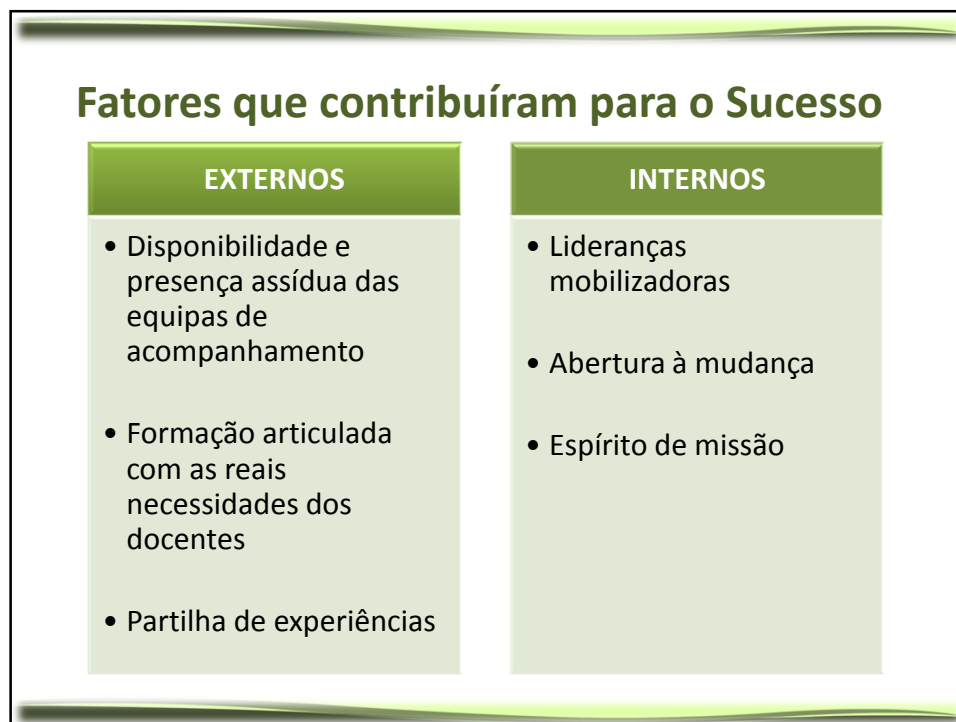 Fatores que contribuíram para o Sucesso
EXTERNOS
• Disponibilidade e
presença assídua das
equipas de
acompanhamento
• Formação articulada
com as reais
necessidades dos
docentes
• Partilha de experiências
INTERNOS
• Lideranças
mobilizadoras
• Abertura à mudança
• Espírito de missão